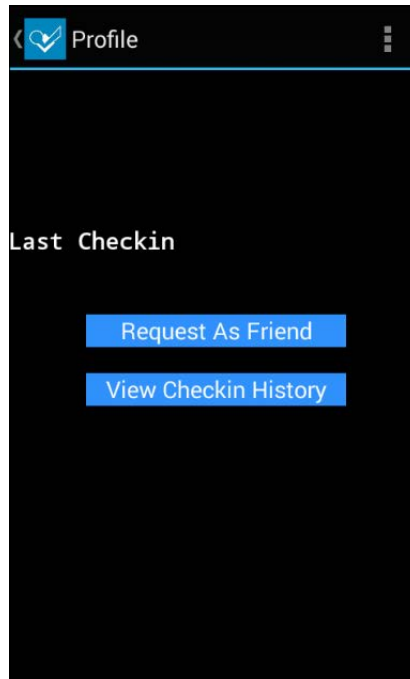 Profile
Last Checkin
Request As Friend
View Checkin History